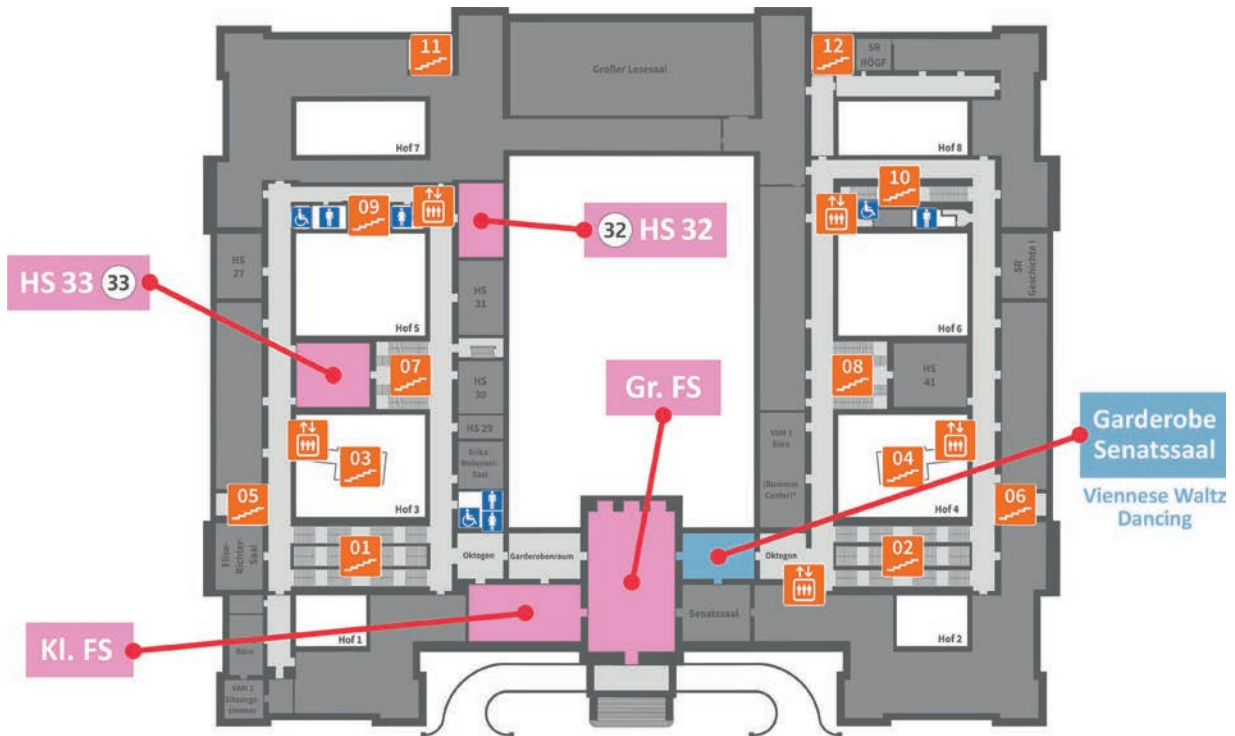 11
12
SR
HÖGF
Großer Lesesaal
Hof 7
Hof 8
10
09
32 HS 32
HS
27
HS 33 33
HS
31
SR
Geschichte I
Hof 5
Hof 6
07
08
HS
30
HS
41
Gr. FS
HS 29
Garderobe
Senatssaal
VAM 1
Büro
(Business
Center)*
03
04
Saal
Viennese Waltz
Dancing
05
06
Hof 3
Hof 4
Elise-
Richter-
Saal
01
02
Oktogon
Garderobenraum
Oktogon
Senatssaal
Hof 1
Hof 2
Kl. FS
Büro
VAM 2
Sitzungs-
zimmer